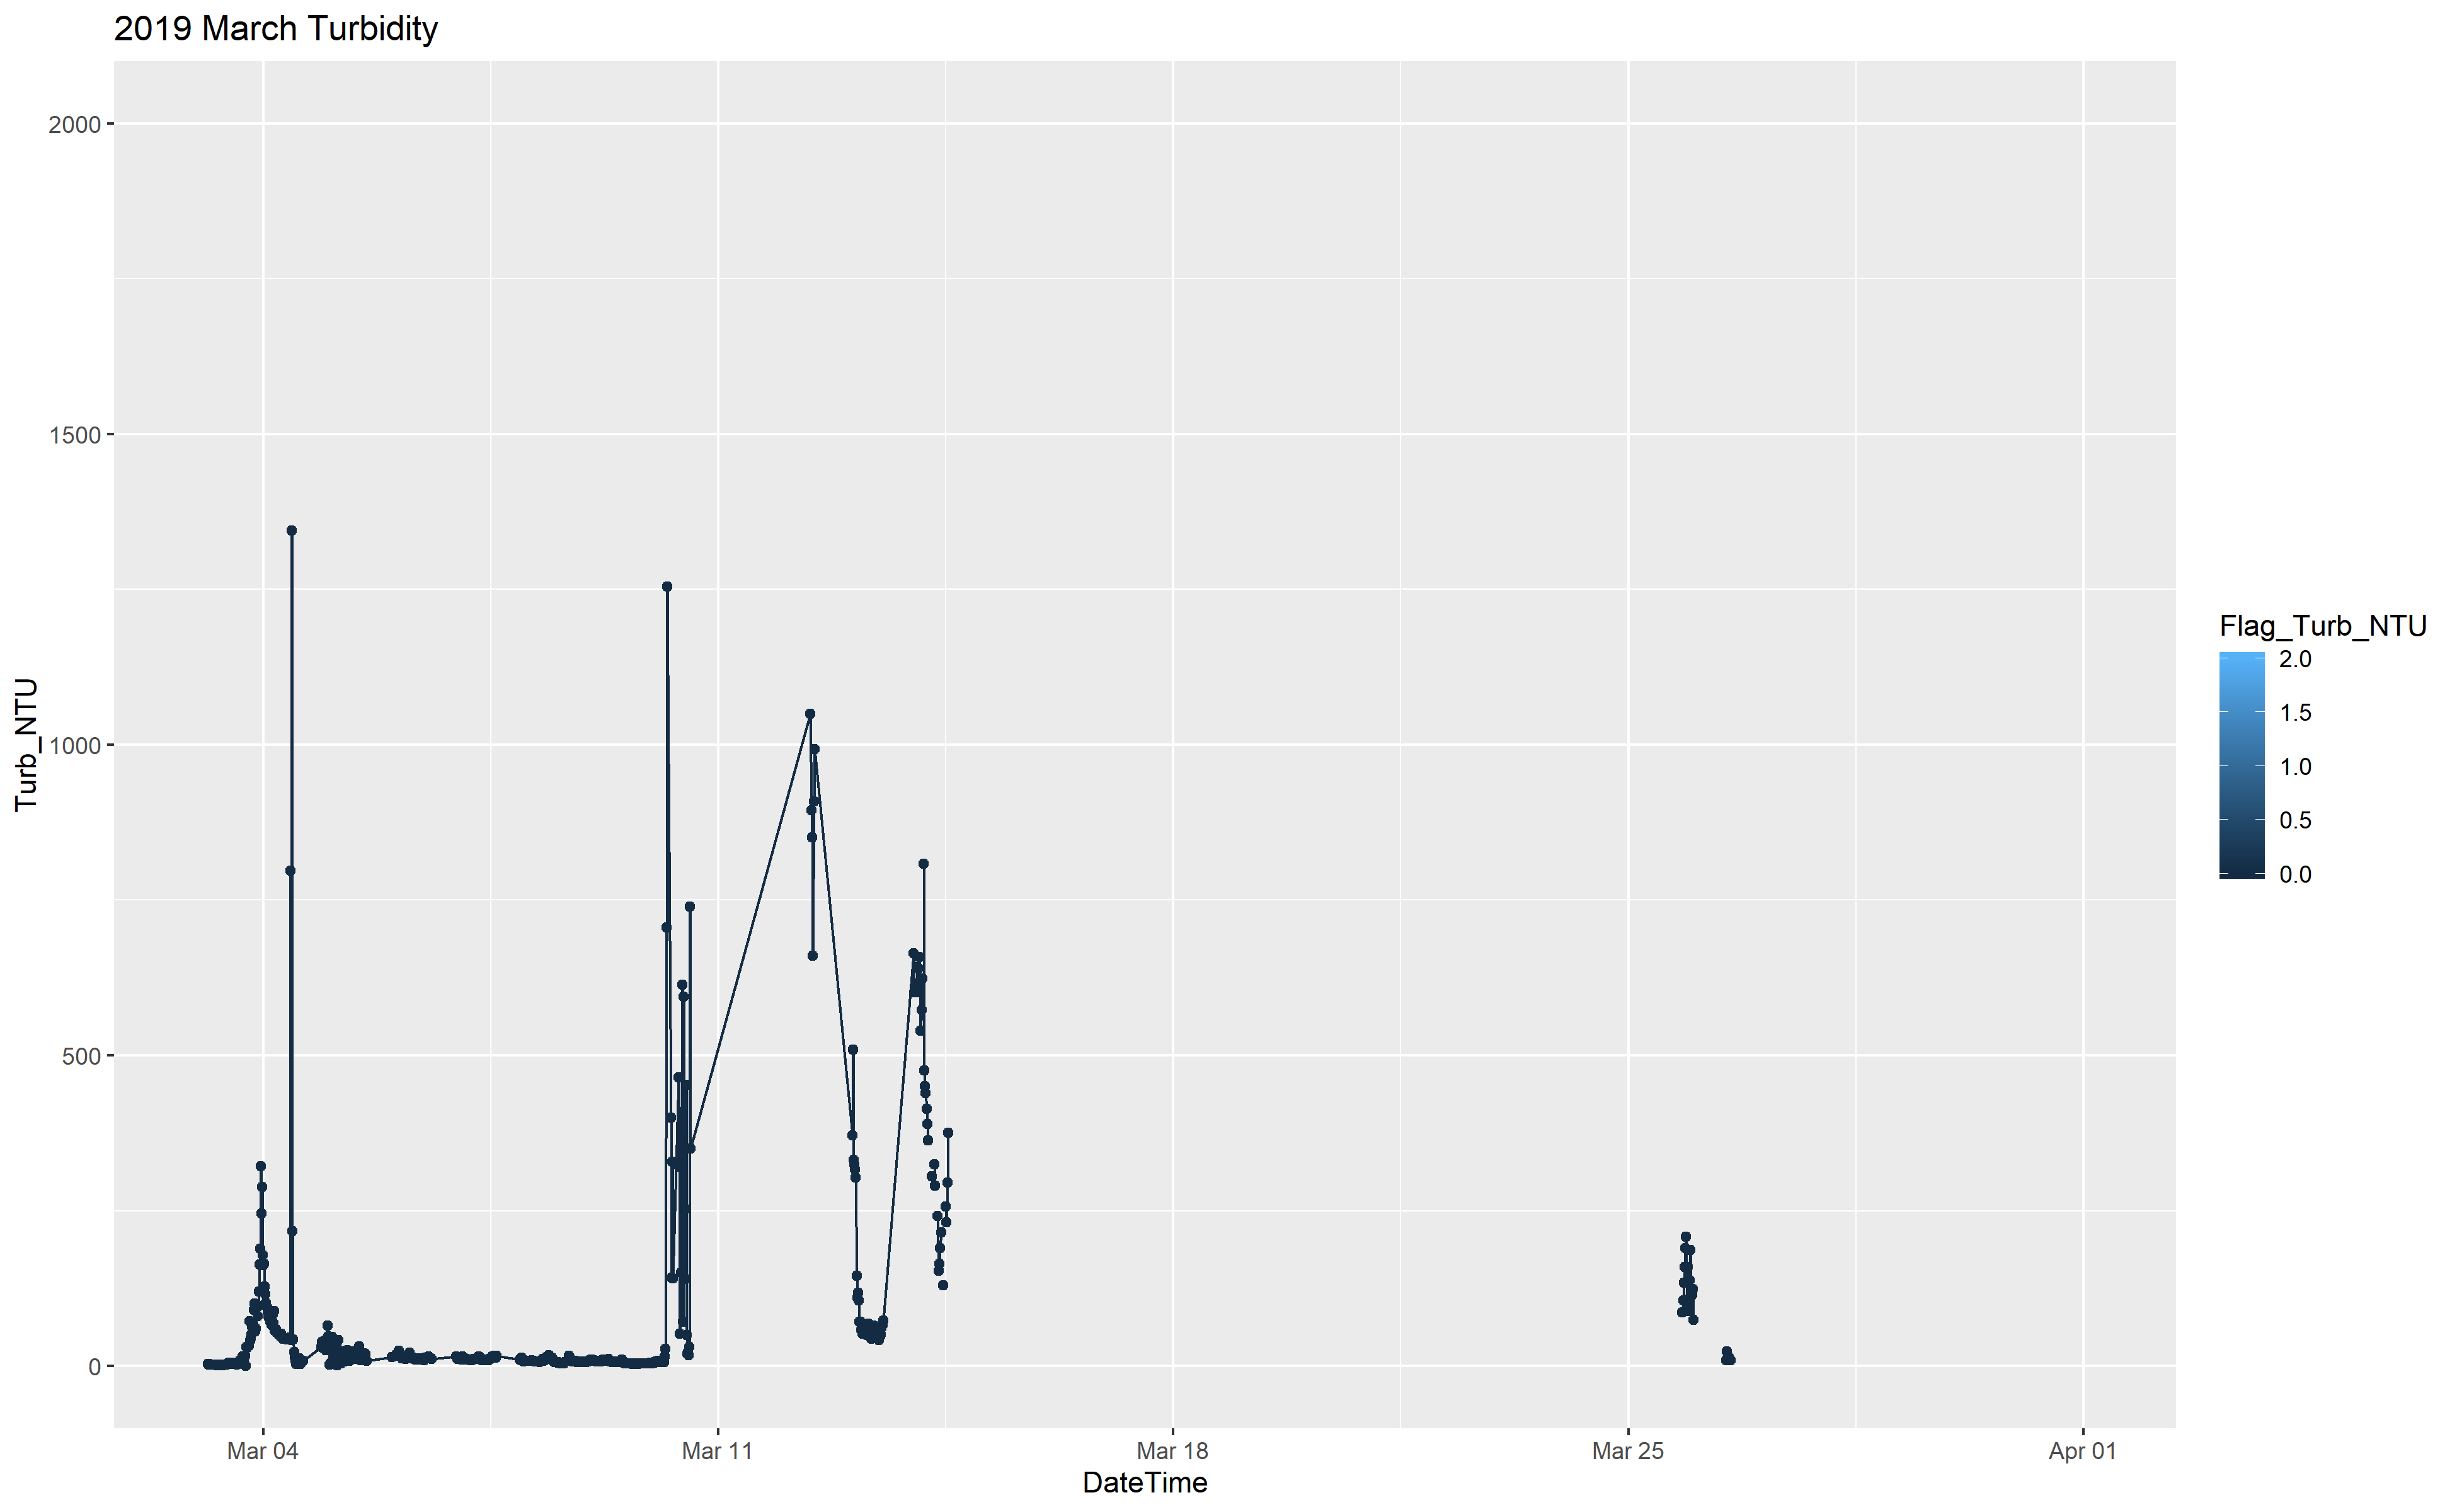 2019 March Turbidity
Turb_NTU
2000
1500
1000
500
0
Mar 04
Mar 11
Mar 18
Mar 25
Apr 01
DateTime
Flag_Turb_NTU
2.0
1.5
1.0
0.5
0.0